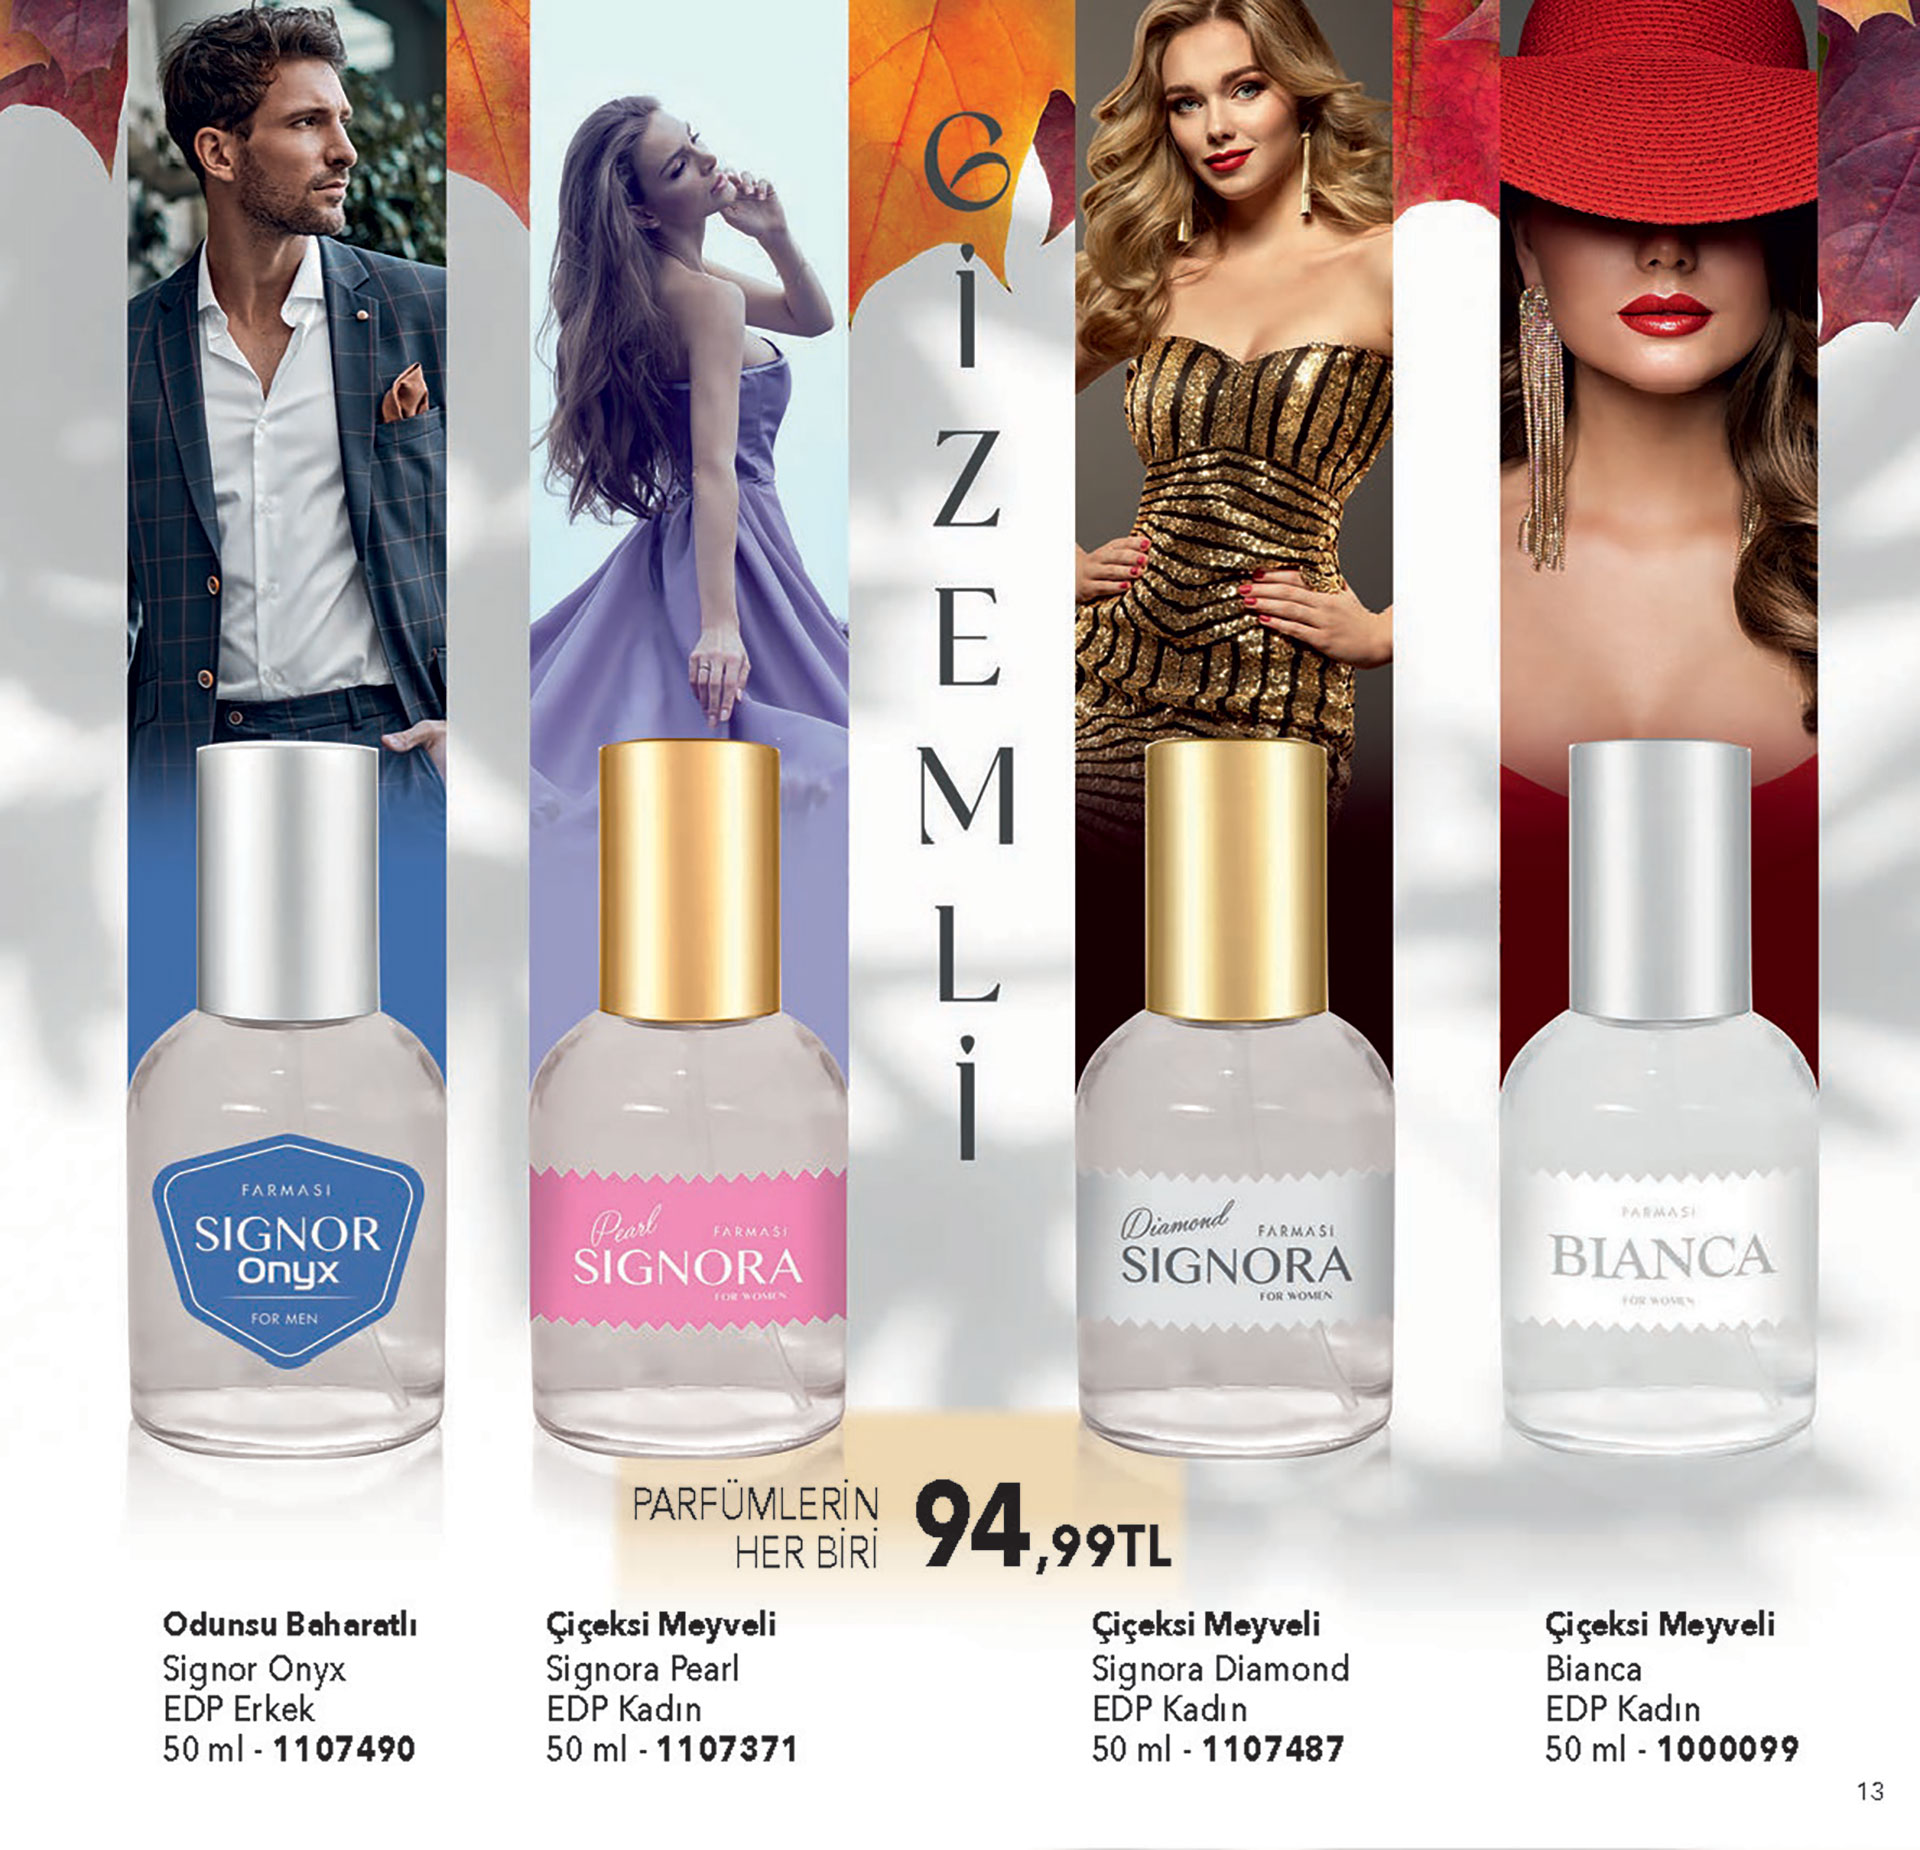 GİZEMLİ
FARMASI
SIGNOR
Onyx
FOR MEN
Pearl
FARMASI
SIGNORA
FOR WOMEN
Diamond
FARMASI
SIGNORA
FOR WOMEN
FARMASI
BIANCA
FOR WOMEN
PARFÜMLERİN
HER BİRİ
94,99TL
Odunsu Baharatlı
Signor Onyx
EDP Erkek
50 ml - 1107490
Çiçeksi Meyveli
Signora Pearl
EDP Kadın
50 ml - 1107371
Çiçeksi Meyveli
Signora Diamond
EDP Kadın
50 ml - 1107487
Çiçeksi Meyveli
Bianca
EDP Kadın
50 ml - 1000099
13